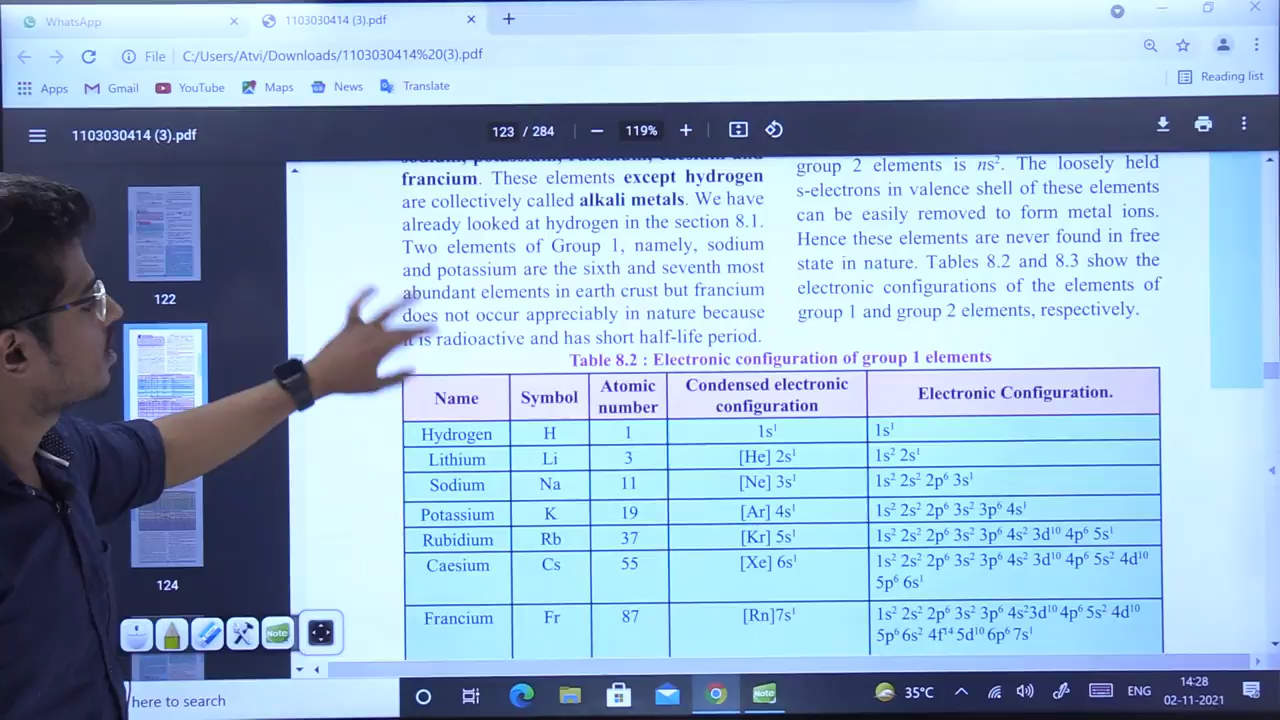 WhatsApp
1103030414 (3).pdf
File C:/Users/Atvi/Downloads/1103030414%20(3).pdf
Apps Gmail YouTube Maps News Translate Reading list
1103030414 (3).pdf 123 / 284 119%
122
124
francium. These elements except hydrogen
are collectively called alkali metals. We have
already looked at hydrogen in the section 8.1.
Two elements of Group 1, namely, sodium
and potassium are the sixth and seventh most
abundant elements in earth crust but francium
does not occur appreciably in nature because
it is radioactive and has short half-life period.
group 2 elements is ns². The loosely held
s-electrons in valence shell of these elements
can be easily removed to form metal ions.
Hence these elements are never found in free
state in nature. Tables 8.2 and 8.3 show the
electronic configurations of the elements of
group 1 and group 2 elements, respectively.
Table 8.2 : Electronic configuration of group 1 elements
Name Symbol Atomic number Condensed electronic configuration Electronic Configuration.
Hydrogen H 1 1s¹ 1s¹
Lithium Li 3 [He] 2s¹ 1s² 2s¹
Sodium Na 11 [Ne] 3s¹ 1s² 2s² 2p⁶ 3s¹
Potassium K 19 [Ar] 4s¹ 1s² 2s² 2p⁶ 3s² 3p⁶ 4s¹
Rubidium Rb 37 [Kr] 5s¹ 1s² 2s² 2p⁶ 3s² 3p⁶ 4s² 3d¹⁰ 4p⁶ 5s¹
Caesium Cs 55 [Xe] 6s¹ 1s² 2s² 2p⁶ 3s² 3p⁶ 4s² 3d¹⁰ 4p⁶ 5s² 4d¹⁰
5p⁶ 6s¹
Francium Fr 87 [Rn]7s¹ 1s² 2s² 2p⁶ 3s² 3p⁶ 4s²3d¹⁰ 4p⁶ 5s² 4d¹⁰
5p⁶ 6s² 4f¹⁴ 5d¹⁰ 6p⁶ 7s¹
Note
here to search
Note
35°C
ENG
14:28
02-11-2021